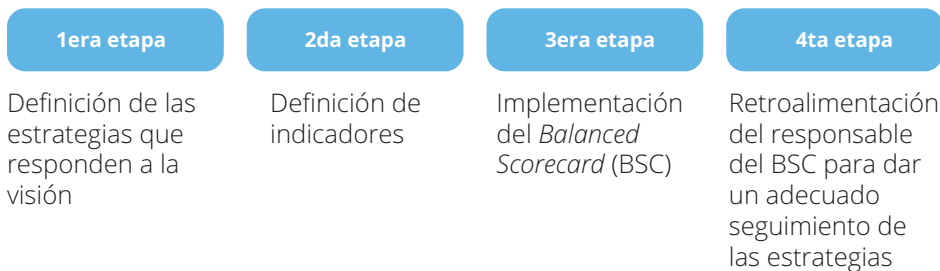 1era etapa
Definición de las
estrategias que
responden a la
visión
2da etapa
Definición de
indicadores
3era etapa
Implementación
del Balanced
Scorecard (BSC)
4ta etapa
Retroalimentación
del responsable
del BSC para dar
un adecuado
seguimiento de
las estrategias